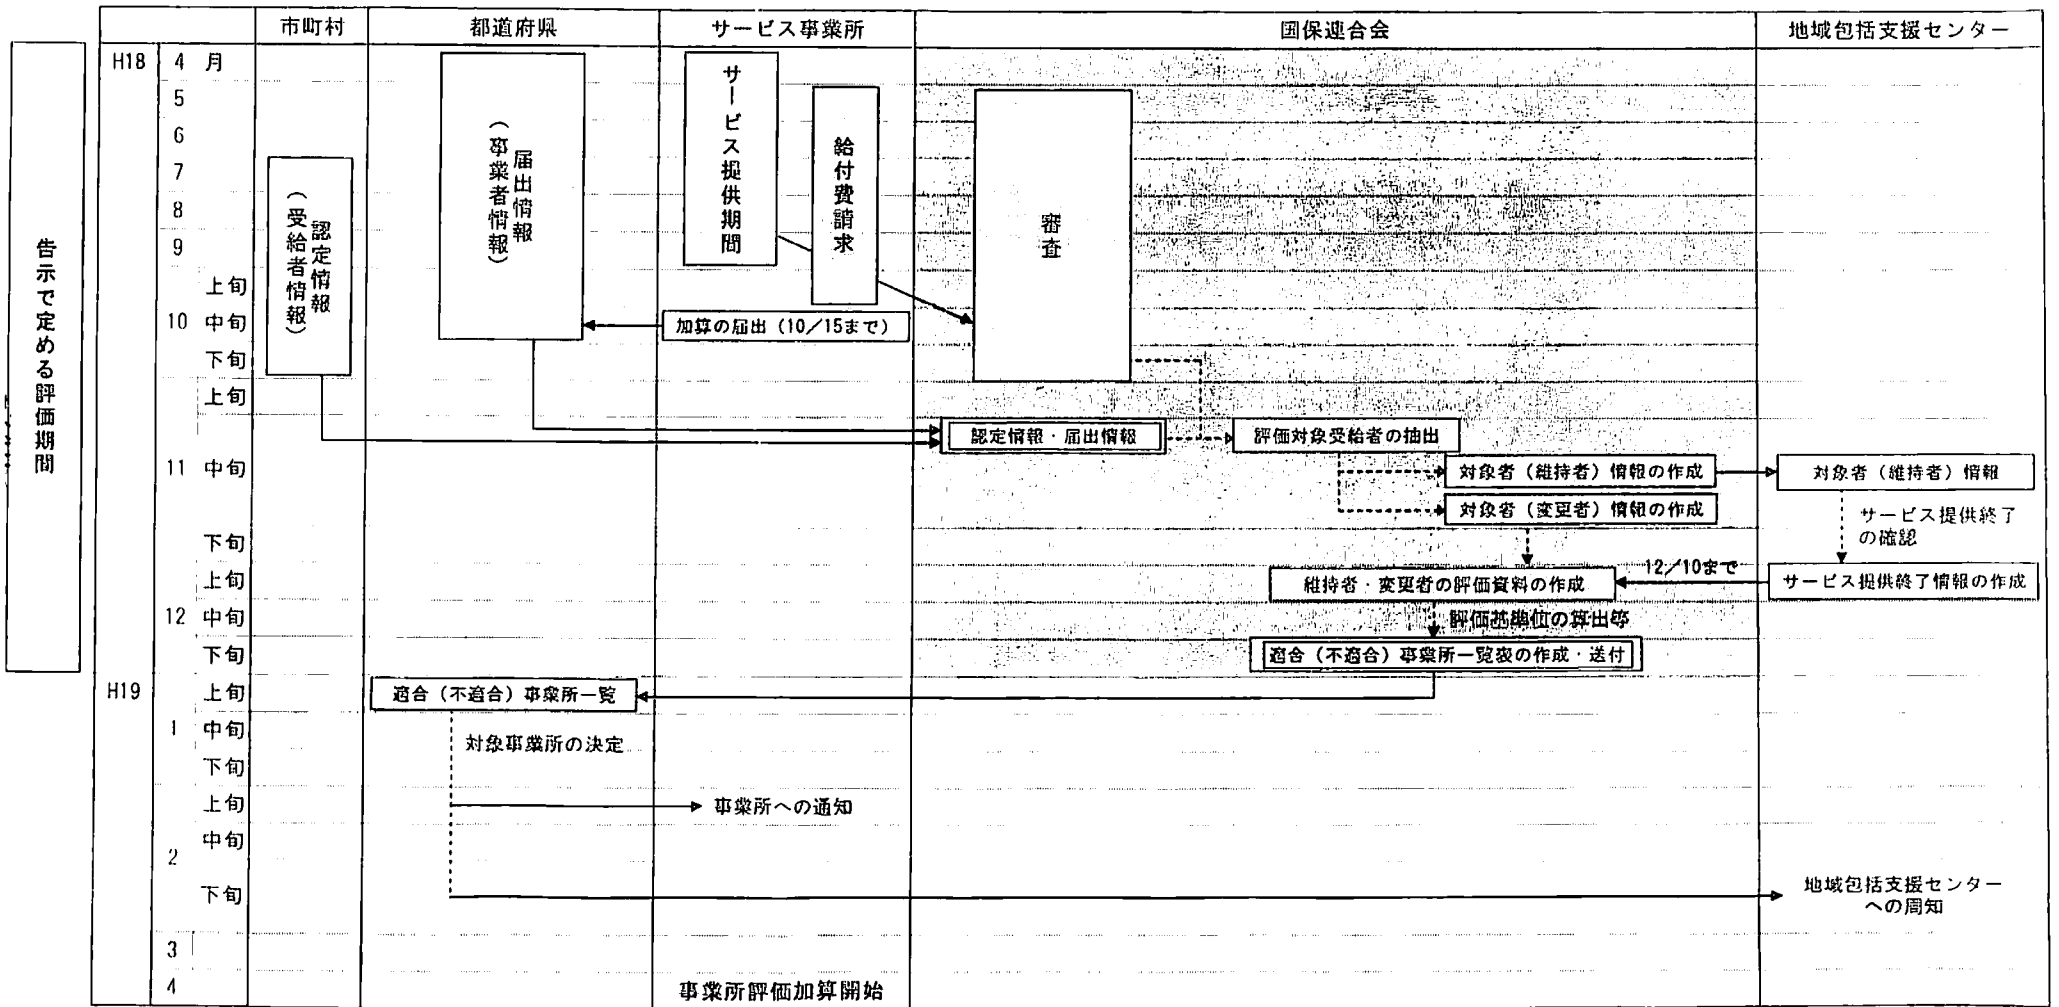 市町村
都道府県
サービス事業所
国保連合会
地域包括支援センター
告示で定める評価期間
H18
4 月
5
6
7
8
9
上旬
10 中旬
下旬
上旬
11 中旬
下旬
上旬
12 中旬
下旬
H19
上旬
1 中旬
下旬
上旬
中旬
2
下旬
3
4
認定情報
(受給者情報)
届出情報
(事業者情報)
サービス提供期間
給付費請求
審査
加算の届出(10/15まで)
認定情報・届出情報
評価対象受給者の抽出
対象者(維持者)情報の作成
対象者(維持者)情報
対象者(変更者)情報の作成
サービス提供終了
の確認
12/10まで
維持者・変更者の評価資料の作成
サービス提供終了情報の作成
評価基準値の算出等
適合(不適合)事業所一覧表の作成・送付
適合(不適合)事業所一覧
対象事業所の決定
事業所への通知
地域包括支援センター
への周知
事業所評価加算開始